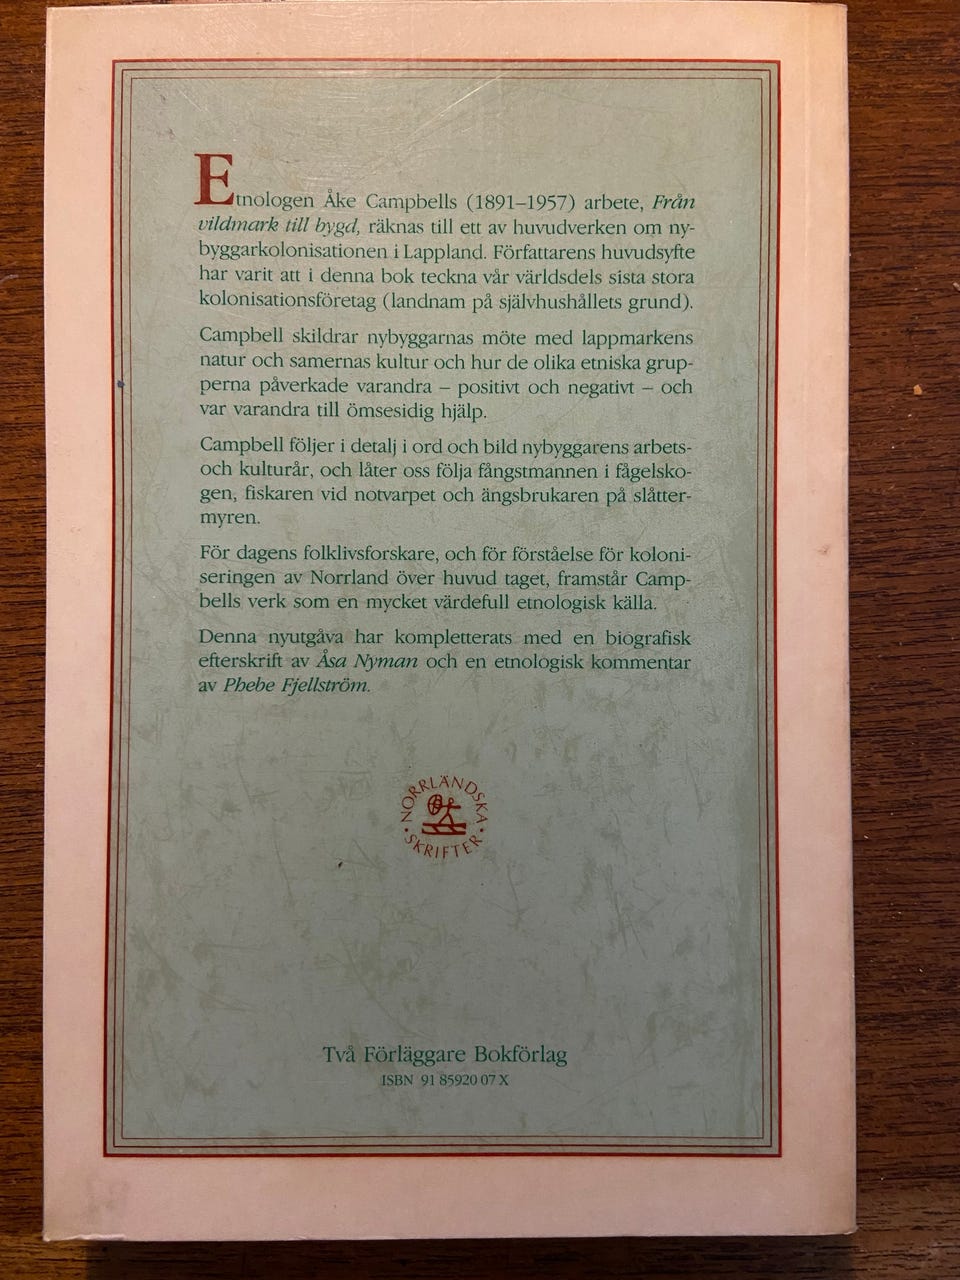 Etnologen Åke Campbells (1891–1957) arbete, Från
vildmark till bygd, räknas till ett av huvudverken om ny-
byggarkolonisationen i Lappland. Författarens huvudsyfte
har varit att i denna bok teckna vår världsdels sista stora
kolonisationsföretag (landnam på självhushållets grund).
Campbell skildrar nybyggarnas möte med lappmarkens
natur och samernas kultur och hur de olika etniska grup-
perna påverkade varandra – positivt och negativt – och
var varandra till ömsesidig hjälp.
Campbell följer i detalj i ord och bild nybyggarens arbets-
och kulturår, och låter oss följa fångstmannen i fågelsko-
gen, fiskaren vid notvarpet och ängsbrukaren på slåtter-
myren.
För dagens folklivsforskare, och för förståelse för koloni-
seringen av Norrland över huvud taget, framstår Camp-
bells verk som en mycket värdefull etnologisk källa.
Denna nyutgåva har kompletterats med en biografisk
efterskrift av Åsa Nyman och en etnologisk kommentar
av Phebe Fjellström.
NORRLÄNDSKA
• SKRIFTER •
Två Förläggare Bokförlag
ISBN 91 85920 07 X